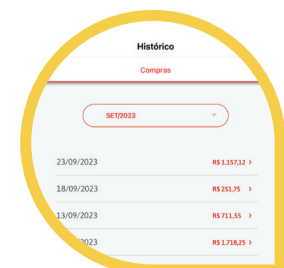 Histórico
Compras
SET/2023
23/09/2023 R$ 1.157,12 >
18/09/2023 R$ 251,75 >
13/09/2023 R$ 711,55 >
/2023 R$ 1.718,25 >